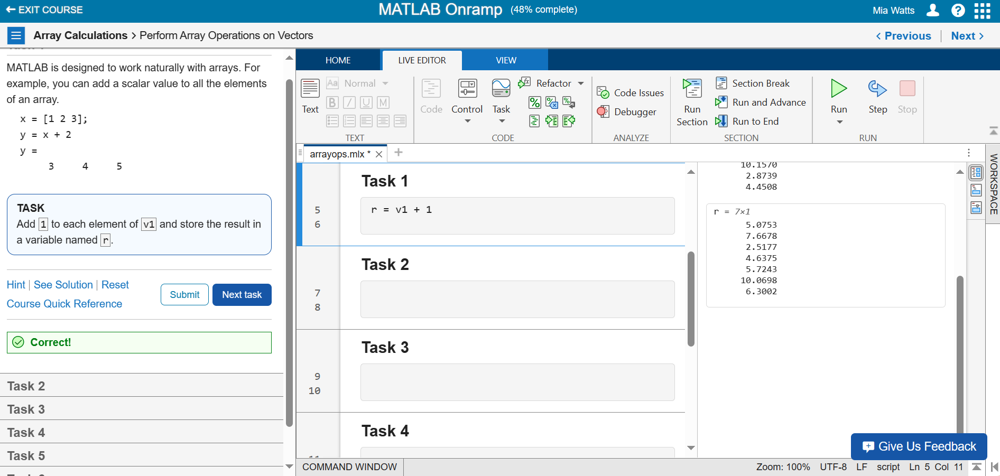 EXIT COURSE
MATLAB Onramp (48% complete)
Mia Watts
Array Calculations > Perform Array Operations on Vectors
< Previous | Next >
MATLAB is designed to work naturally with arrays. For
example, you can add a scalar value to all the elements
of an array.
x = [1 2 3];
y = x + 2
y =
3 4 5
TASK
Add 1 to each element of v1 and store the result in
a variable named r.
Hint | See Solution | Reset
Course Quick Reference
Submit
Next task
Correct!
Task 2
Task 3
Task 4
Task 5
HOME
LIVE EDITOR
VIEW
Text
Aa Normal
B I U M
TEXT
Code
Control
Task
Refactor
CODE
Code Issues
Debugger
ANALYZE
Run
Section
Section Break
Run and Advance
Run to End
SECTION
Run
Step
Stop
RUN
arrayops.mlx *
WORKSPACE
Task 1
5 r = v1 + 1
6
Task 2
7
8
Task 3
9
10
Task 4
10.1570
2.8739
4.4508
r = 7×1
5.0753
7.6678
2.5177
4.6375
5.7243
10.0698
6.3002
Give Us Feedback
COMMAND WINDOW
Zoom: 100% UTF-8 LF script Ln 5 Col 11